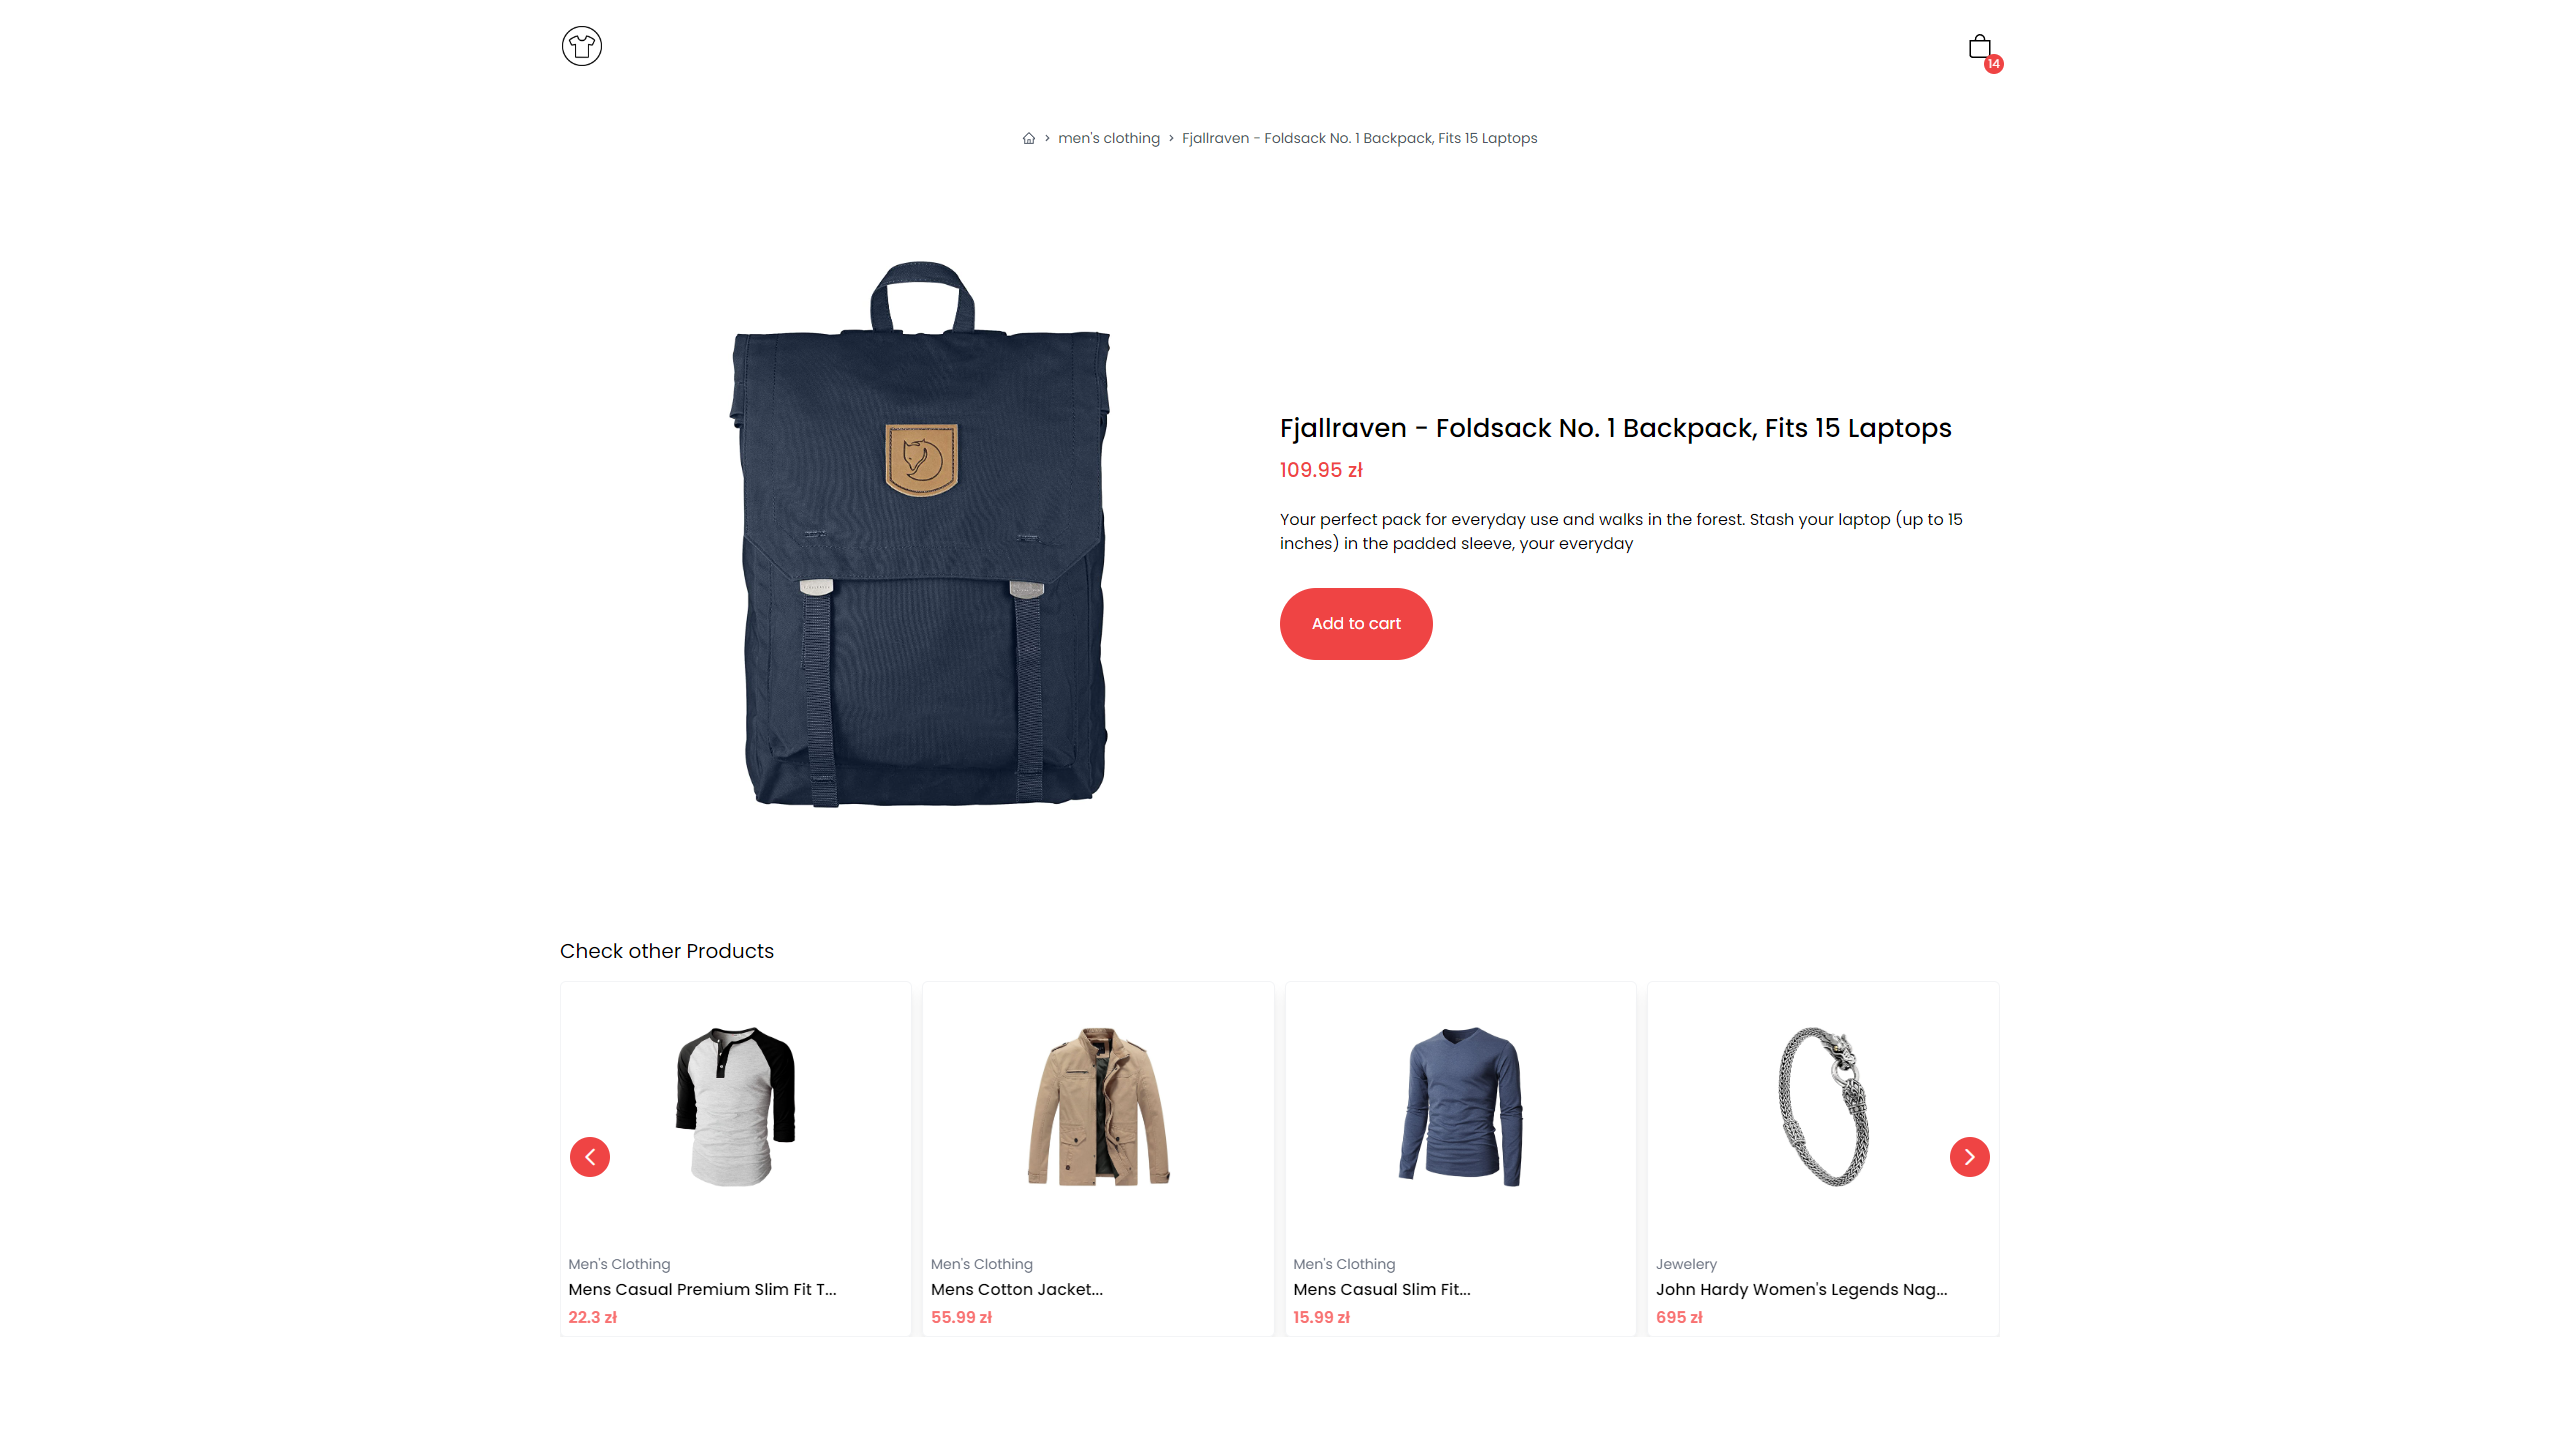 14
men's clothing
Fjallraven - Foldsack No. 1 Backpack, Fits 15 Laptops
Fjallraven - Foldsack No. 1 Backpack, Fits 15 Laptops
109.95 zł
Your perfect pack for everyday use and walks in the forest. Stash your laptop (up to 15
inches) in the padded sleeve, your everyday
Add to cart
Check other Products
Men's Clothing
Mens Casual Premium Slim Fit T...
22.3 zł
Men's Clothing
Mens Cotton Jacket...
55.99 zł
Men's Clothing
Mens Casual Slim Fit...
15.99 zł
Jewelery
John Hardy Women's Legends Nag...
695 zł